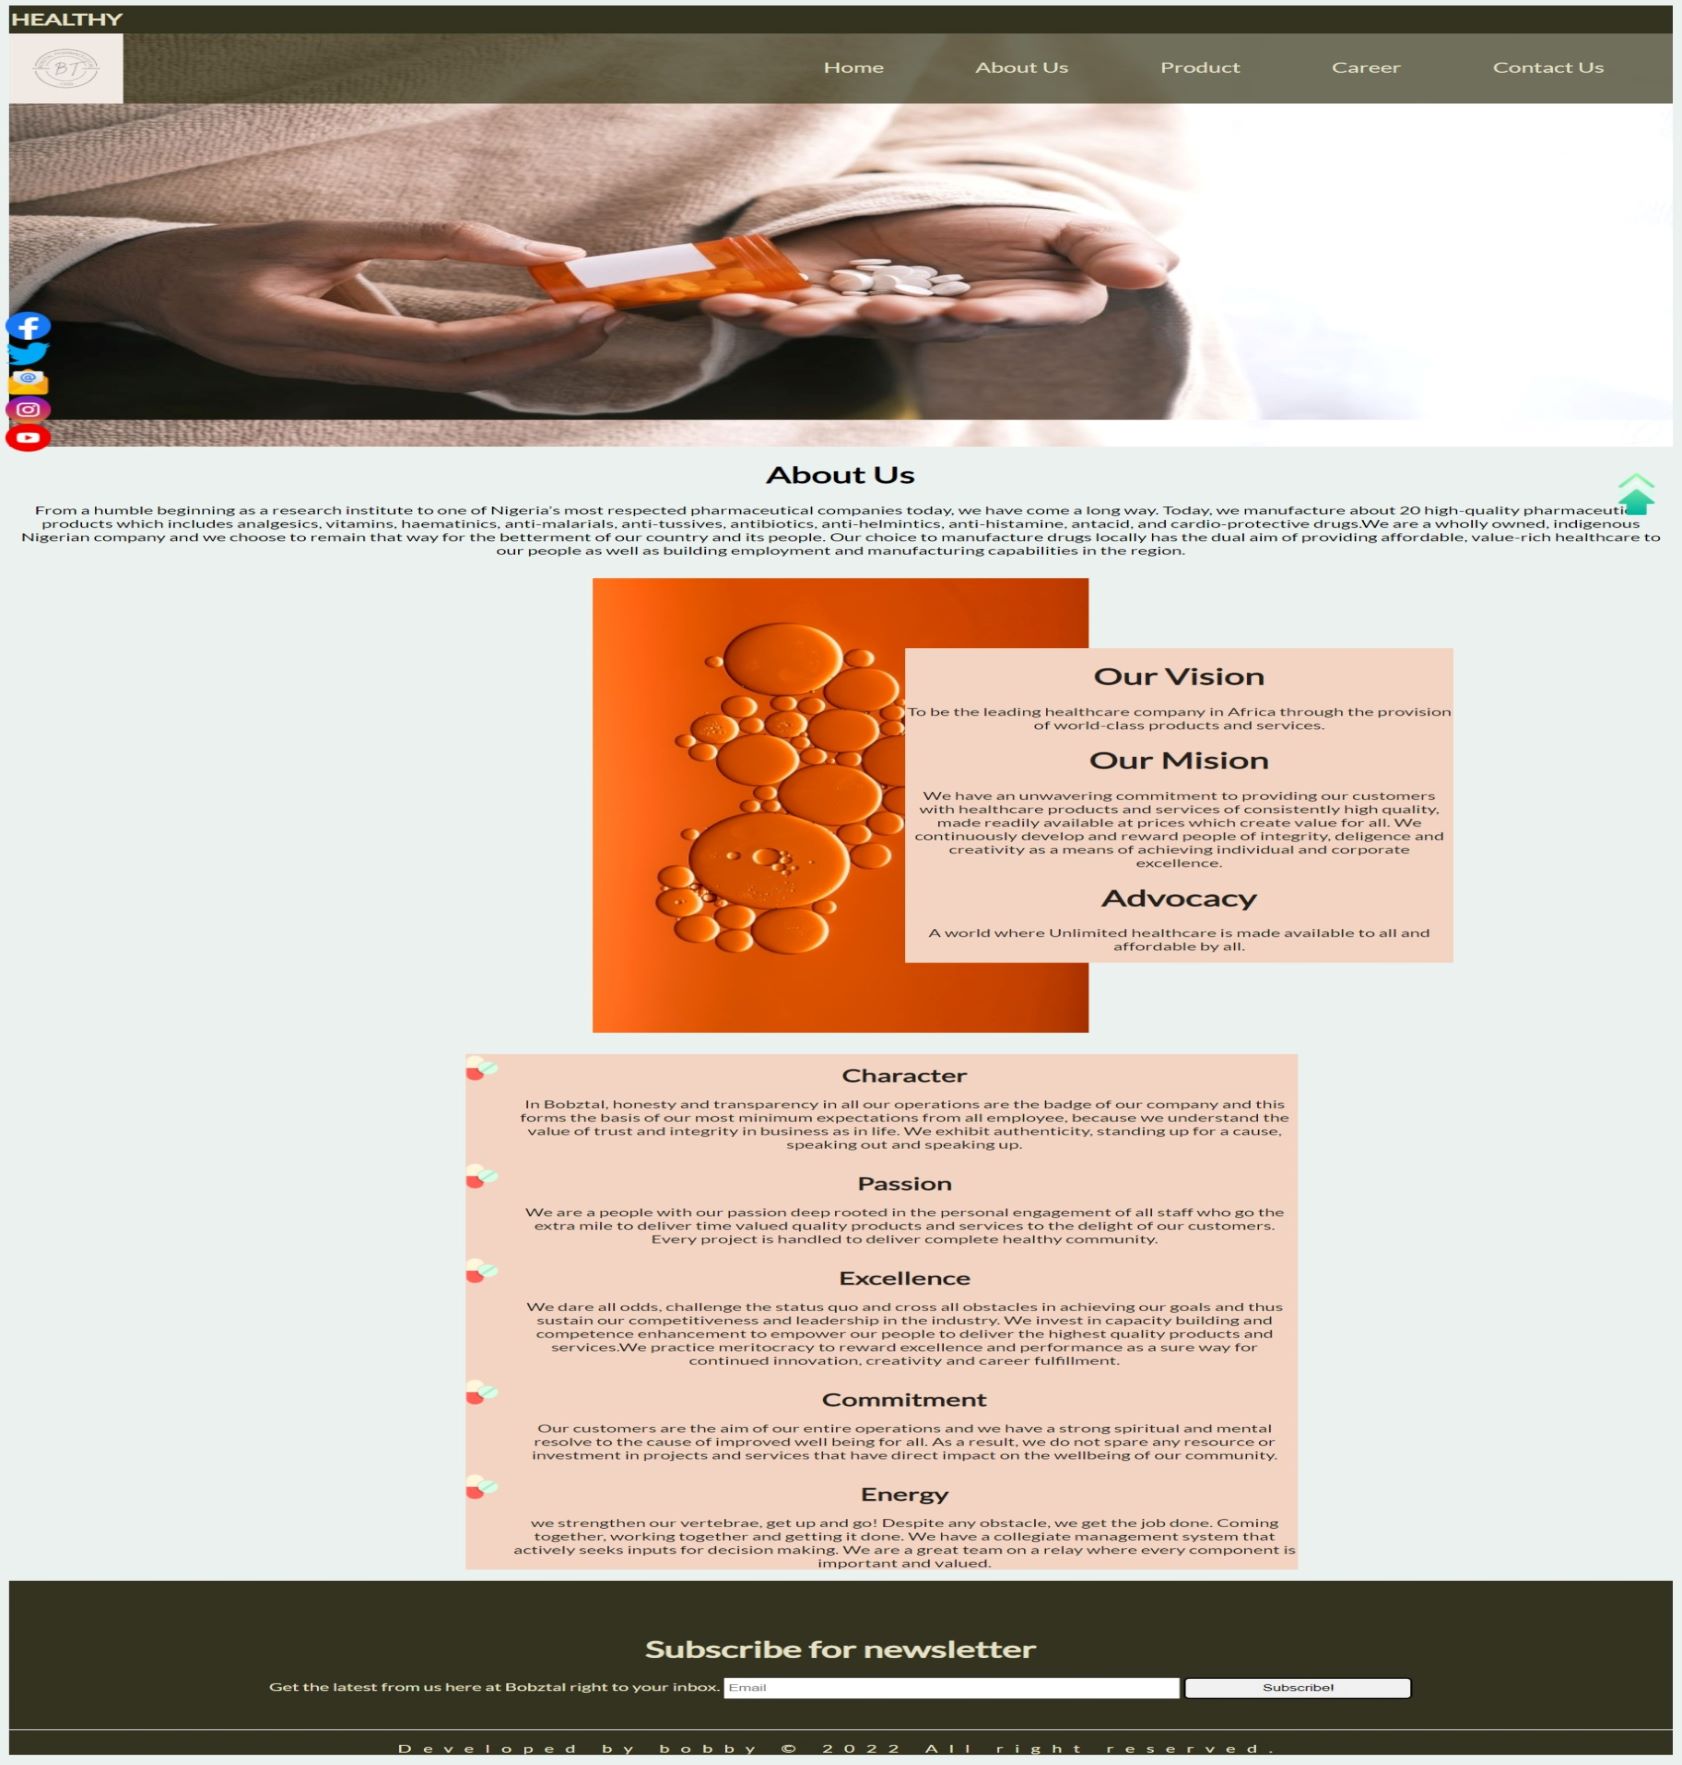 HEALTHY
BT
Home
About Us
Product
Career
Contact Us
About Us
From a humble beginning as a research institute to one of Nigeria's most respected pharmaceutical companies today, we have come a long way. Today, we manufacture about 20 high-quality
products which includes analgesics, vitamins, haematinics, anti-malarials, anti-tussives, antibiotics, anti-helmintics, anti-histamine, antacid, and cardio-protective drugs.We are a wholly owned, indigenous
Nigerian company and we choose to remain that way for the betterment of our country and its people. Our choice to manufacture drugs locally has the dual aim of providing affordable, value-rich healthcare to
our people as well as building employment and manufacturing capabilities in the region.
Our Vision
To be the leading healthcare company in Africa through the provision
of world-class products and services.
Our Mision
We have an unwavering commitment to providing our customers
with healthcare products and services of consistently high quality,
made readily available at prices which create value for all. We
continuously develop and reward people of integrity, deligence and
creativity as a means of achieving individual and corporate
excellence.
Advocacy
A world where Unlimited healthcare is made available to all and
affordable by all.
Character
In Bobztal, honesty and transparency in all our operations are the badge of our company and this
forms the basis of our most minimum expectations from all employee, because we understand the
value of trust and integrity in business as in life. We exhibit authenticity, standing up for a cause,
speaking out and speaking up.
Passion
We are a people with our passion deep rooted in the personal engagement of all staff who go the
extra mile to deliver time valued quality products and services to the delight of our customers.
Every project is handled to deliver complete healthy community.
Excellence
We dare all odds, challenge the status quo and cross all obstacles in achieving our goals and thus
sustain our competitiveness and leadership in the industry. We invest in capacity building and
competence enhancement to empower our people to deliver the highest quality products and
services.We practice meritocracy to reward excellence and performance as a sure way for
continued innovation, creativity and career fulfillment.
Commitment
Our customers are the aim of our entire operations and we have a strong spiritual and mental
resolve to the cause of improved well being for all. As a result, we do not spare any resource or
investment in projects and services that have direct impact on the wellbeing of our community.
Energy
we strengthen our vertebrae, get up and go! Despite any obstacle, we get the job done. Coming
together, working together and getting it done. We have a collegiate management system that
actively seeks inputs for decision making. We are a great team on a relay where every component is
important and valued.
Subscribe for newsletter
Get the latest from us here at Bobztal right to your inbox.
Email
Subscribe!
Developed by bobby © 2022 All right reserved.